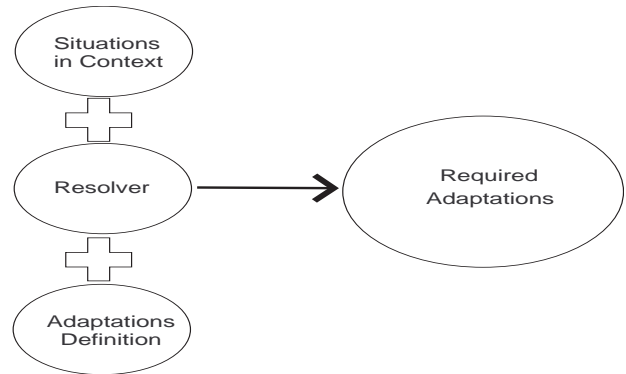 Situations
in Context
Resolver
Required
Adaptations
Adaptations
Definition